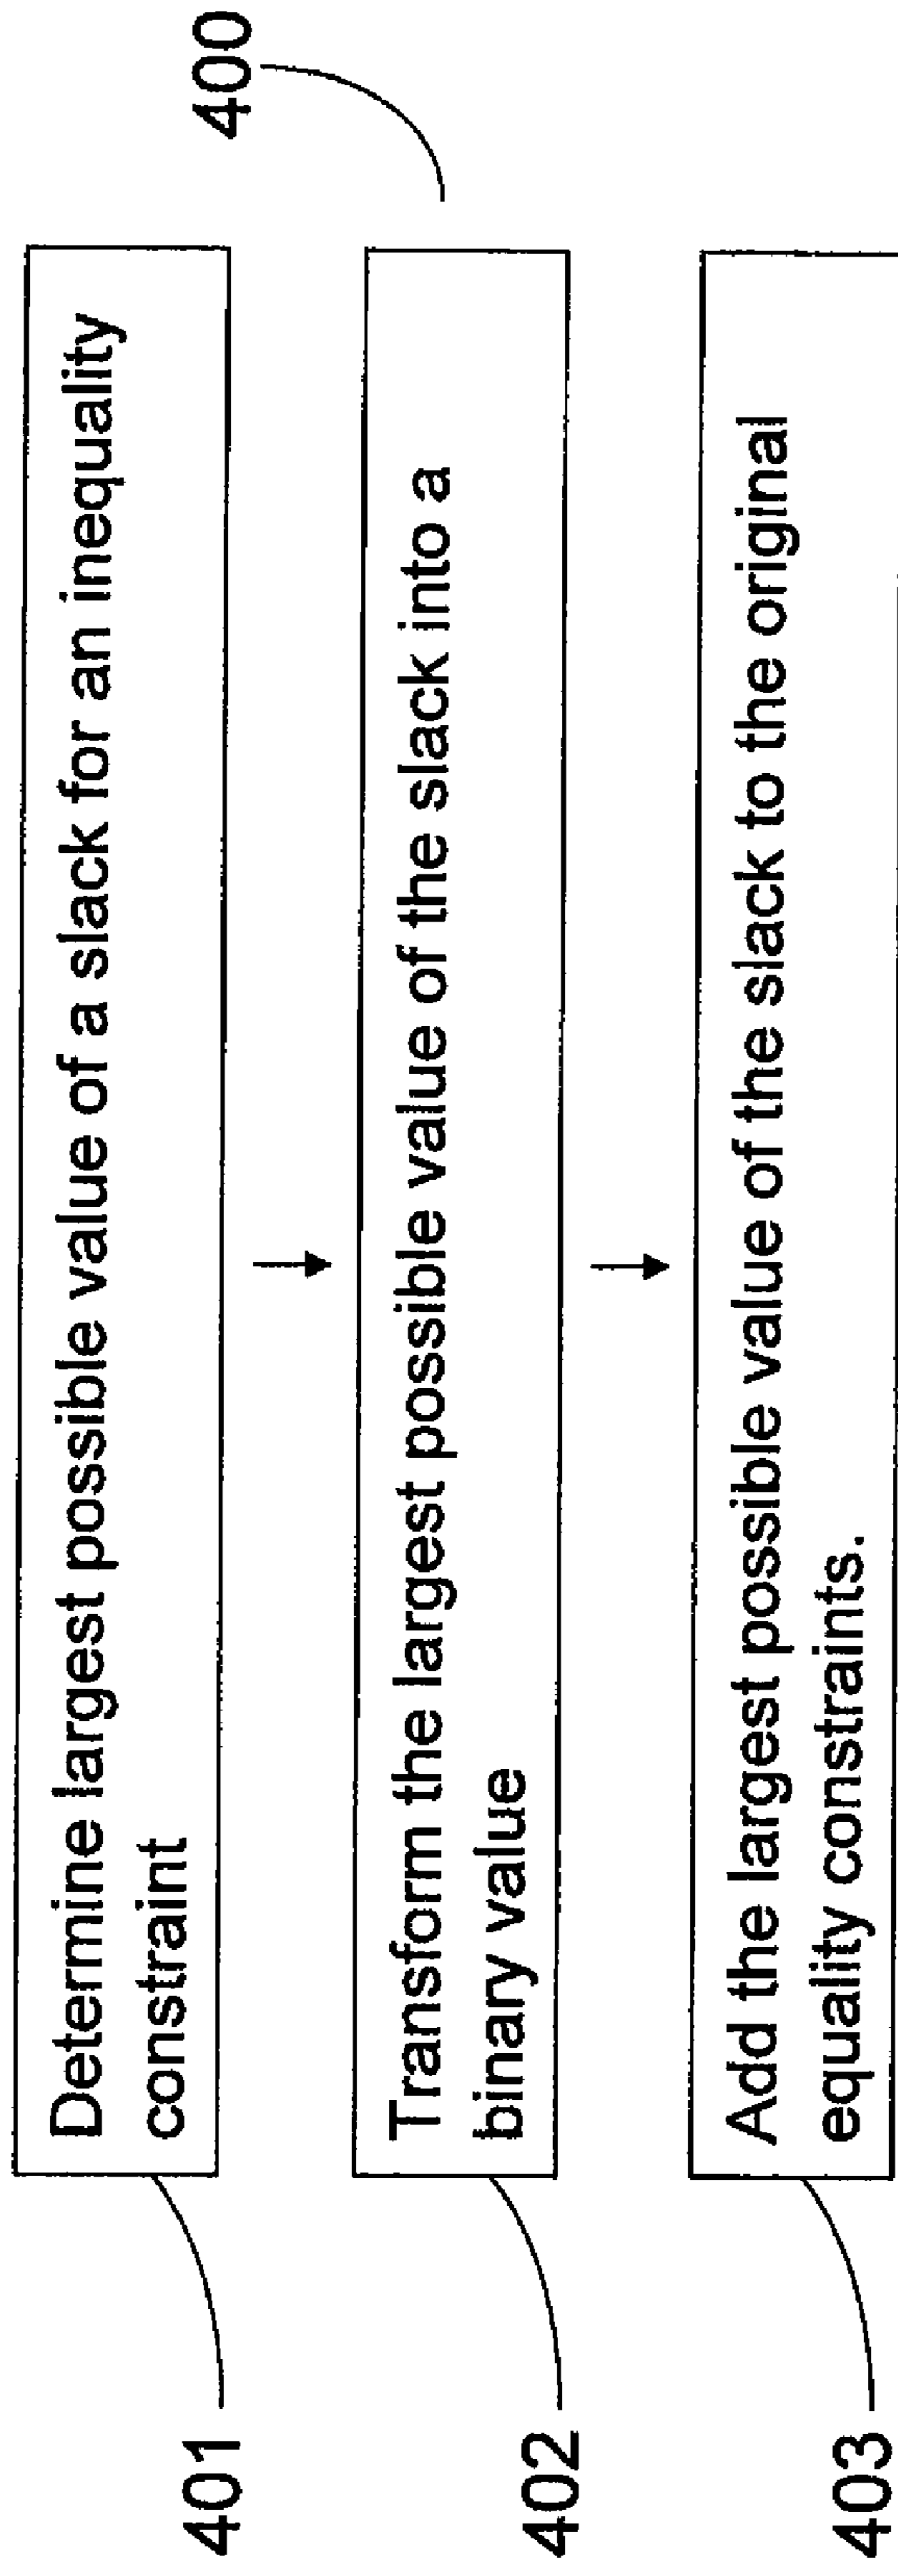 400
401
Determine largest possible value of a slack for an inequality
constraint
402
Transform the largest possible value of the slack into a
binary value
403
Add the largest possible value of the slack to the original
equality constraints.